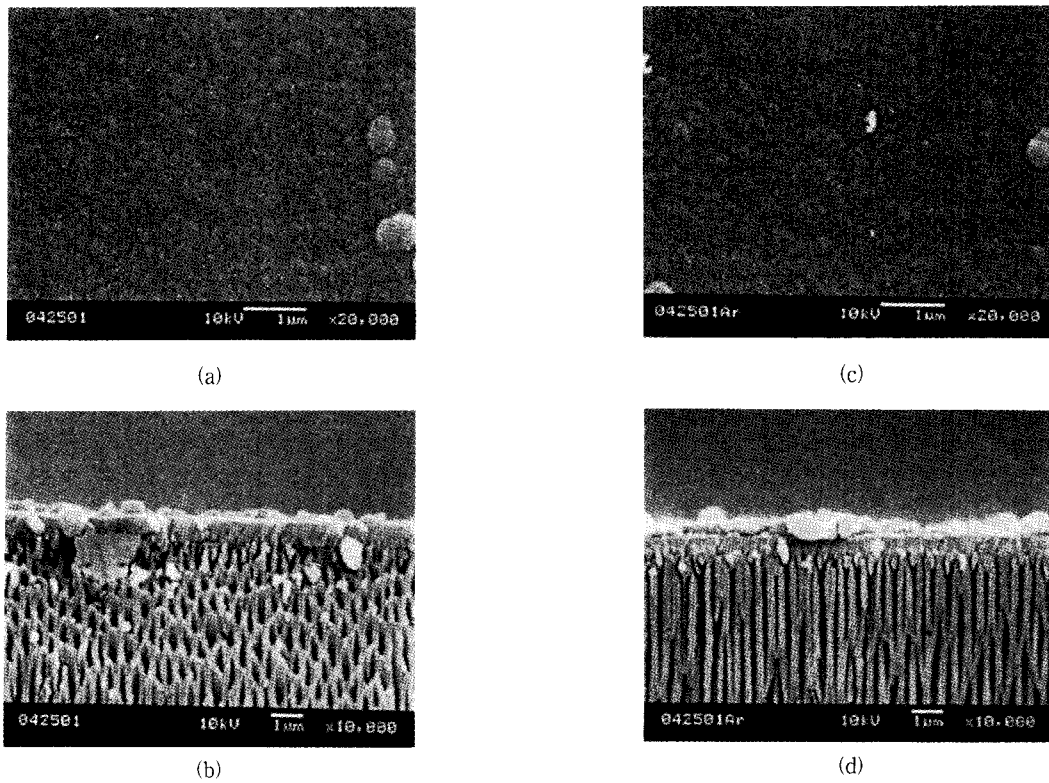 042501 10kV 1μm x20,000
(a)
042501Ar 10kV 1μm x20,000
(c)
042501 10kV 1μm x10,000
(b)
042501Ar 10kV 1μm x10,000
(d)